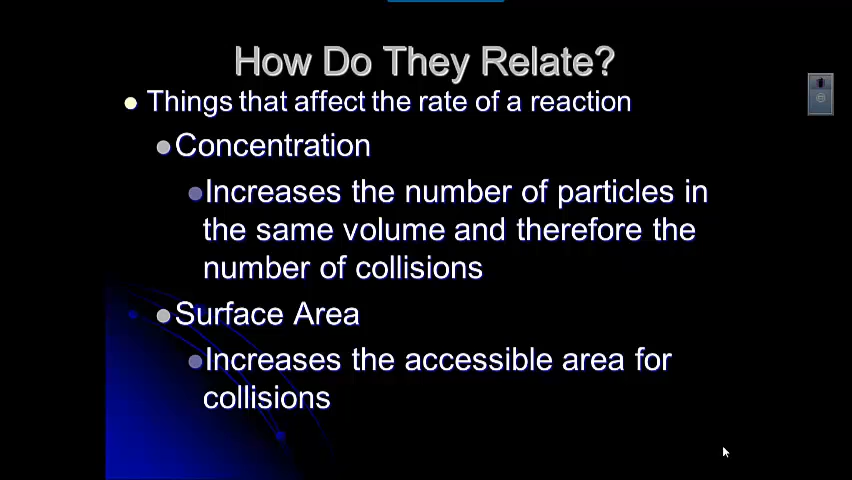 How Do They Relate?
Things that affect the rate of a reaction
Concentration
Increases the number of particles in
the same volume and therefore the
number of collisions
Surface Area
Increases the accessible area for
collisions